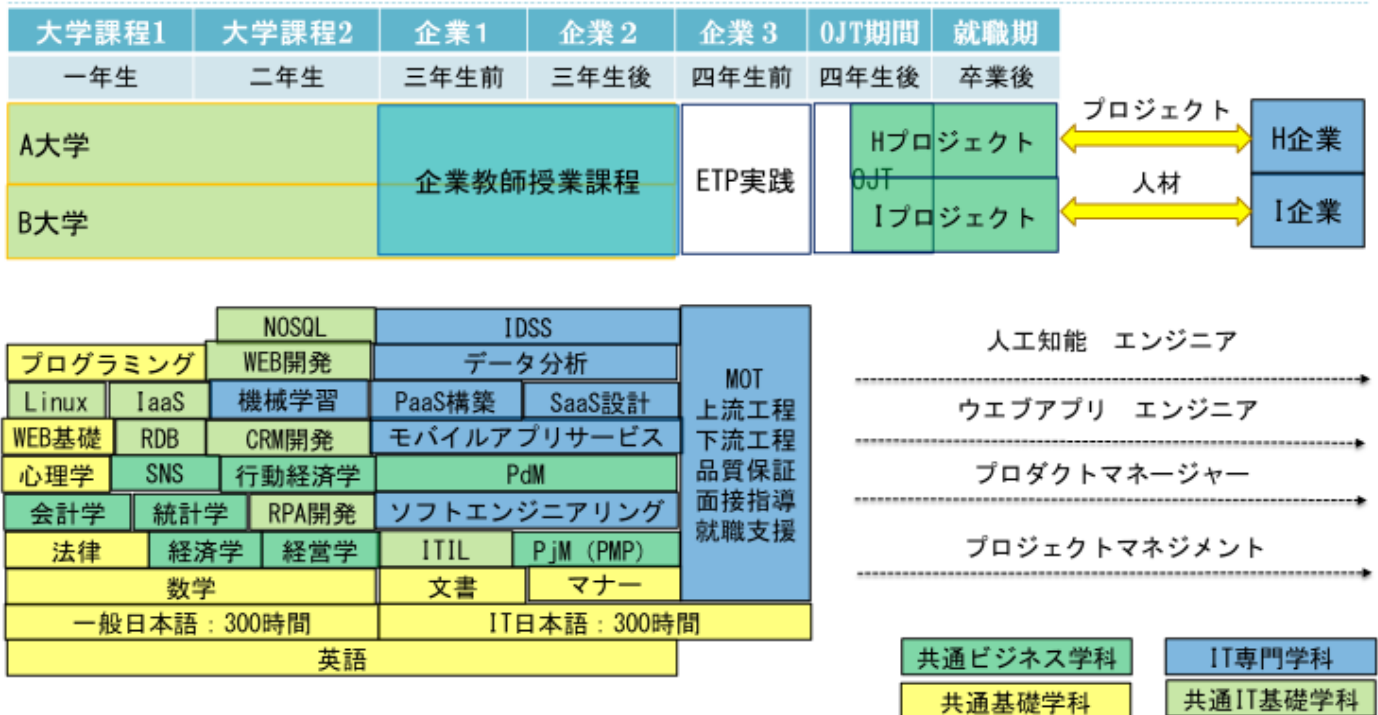 大学課程1 大学課程2 企業1 企業2 企業3 OJT期間 就職期
一年生 二年生 三年生前 三年生後 四年生前 四年生後 卒業後
A大学
B大学
企業教師授業課程
ETP実践
OJT
Hプロジェクト
Iプロジェクト
プロジェクト
人材
H企業
I企業
NOSQL IDSS
プログラミング WEB開発 データ分析
Linux IaaS 機械学習 PaaS構築 SaaS設計
WEB基礎 RDB CRM開発 モバイルアプリサービス
心理学 SNS 行動経済学 PdM
会計学 統計学 RPA開発 ソフトエンジニアリング
法律 経済学 経営学 ITIL PjM (PMP)
数学 文書 マナー
一般日本語：300時間 IT日本語：300時間
英語
MOT
上流工程
下流工程
品質保証
面接指導
就職支援
人工知能 エンジニア
ウエブアプリ エンジニア
プロダクトマネージャー
プロジェクトマネジメント
共通ビジネス学科 IT専門学科
共通基礎学科 共通IT基礎学科